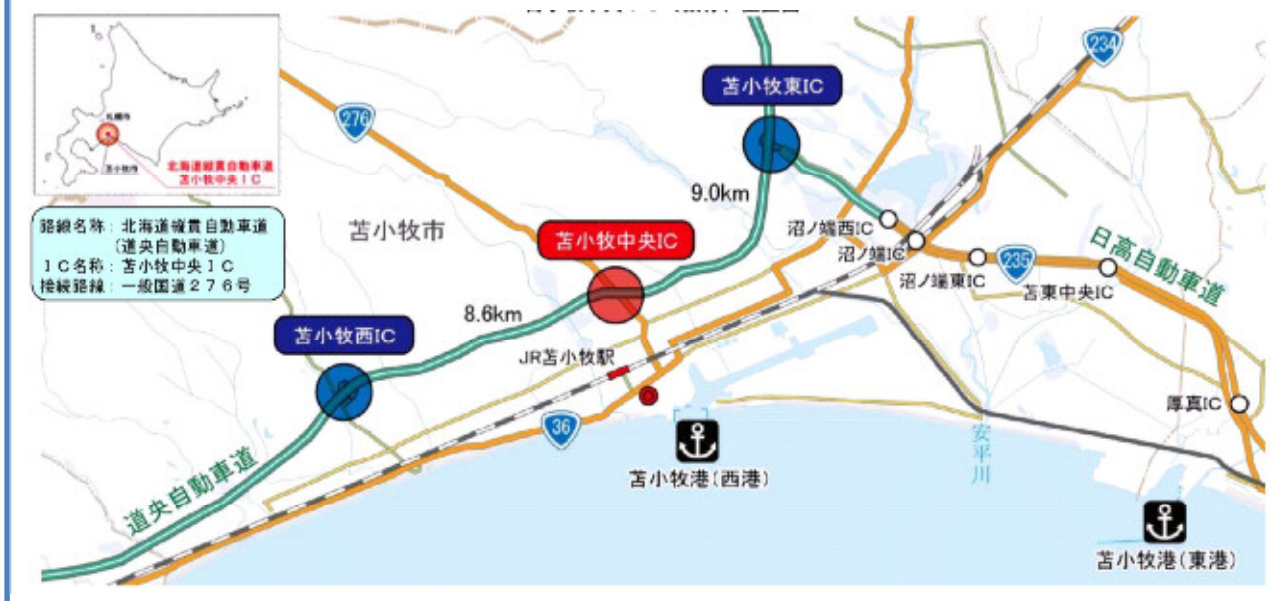 札幌市
苫小牧市
北海道縦貫自動車道
苫小牧中央IC
路線名称：北海道縦貫自動車道
(道央自動車道)
IC名称：苫小牧中央IC
接続路線：一般国道276号
276
234
苫小牧東IC
9.0km
苫小牧市
苫小牧中央IC
沼ノ端西IC
沼ノ端IC
235
日高自動車道
沼ノ端東IC
苫東中央IC
8.6km
苫小牧西IC
JR苫小牧駅
厚真IC
36
安平川
苫小牧港(西港)
道央自動車道
苫小牧港(東港)